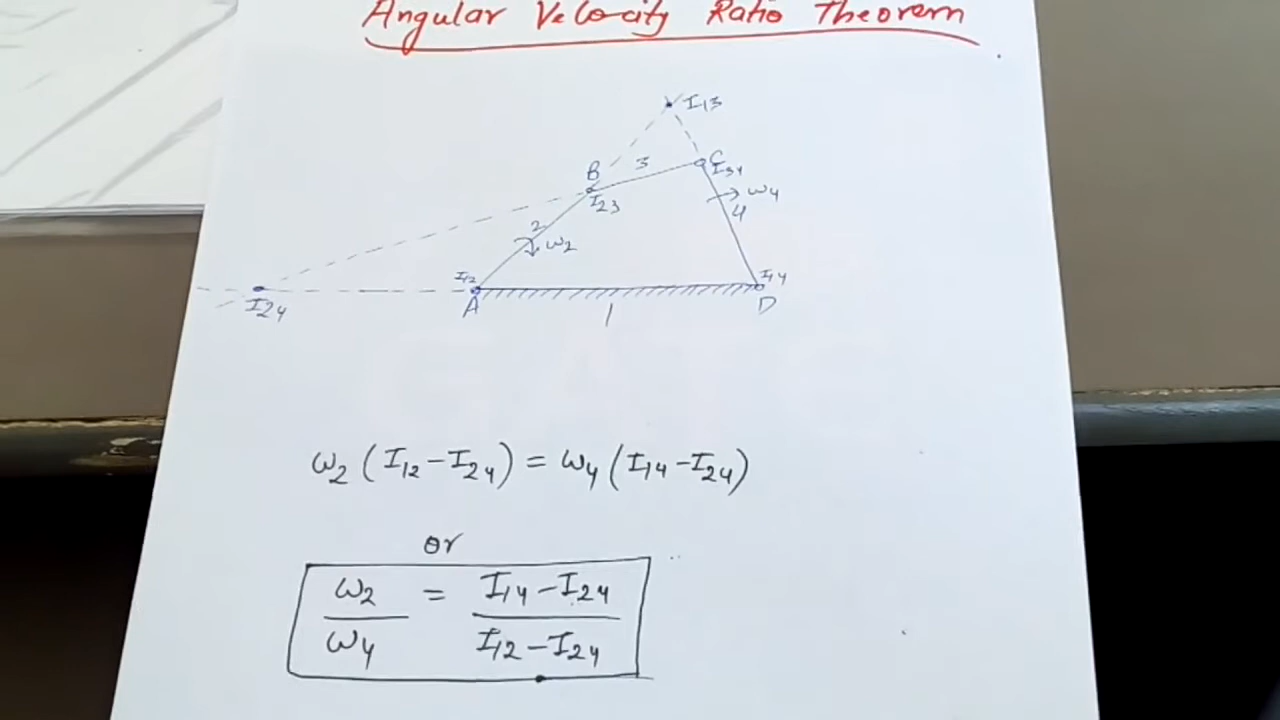 Angular Velocity Ratio Theorem
I13
B
3
C
I34
I23
ω4
4
2
ω2
I12
I14
I24
A
1
D
ω2 (I12 - I24) = ω4 (I14 - I24)
or
ω2 / ω4 = I14 - I24 / I12 - I24